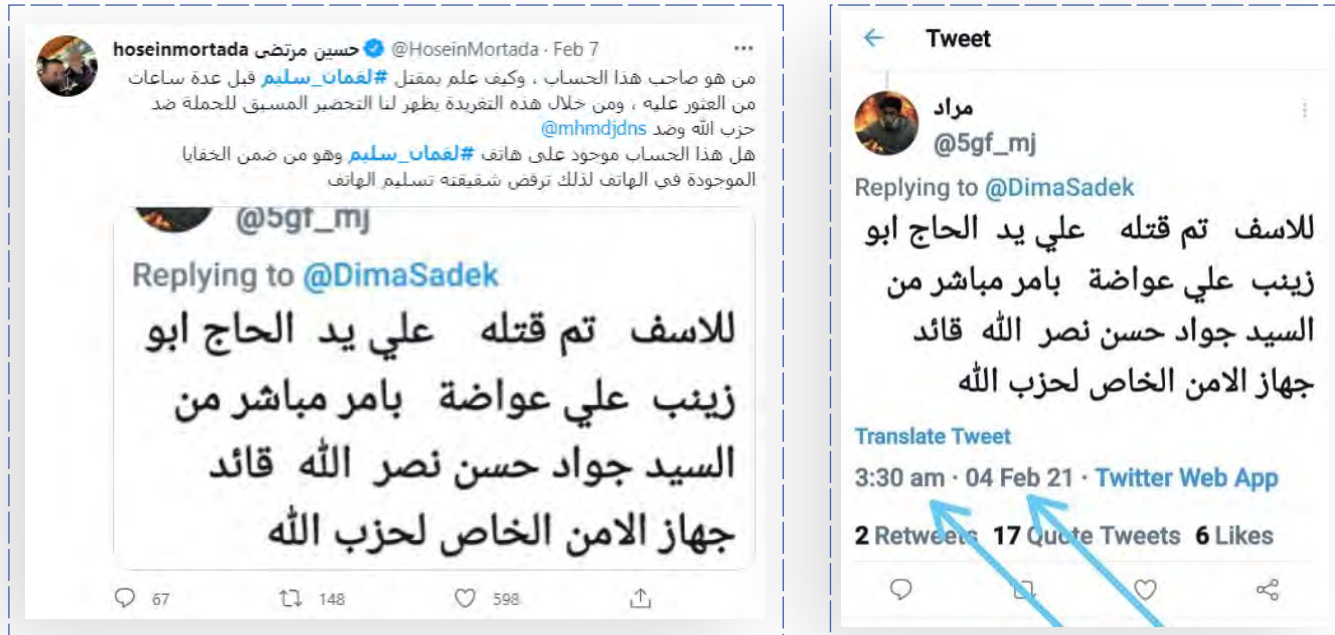 حسين مرتضى hoseinmortada @HoseinMortada · Feb 7
من هو صاحب هذا الحساب ، وكيف علم بمقتل #لقمان_سليم قبل عدة ساعات
من العثور عليه ، ومن خلال هذه التغريدة يظهر لنا التحضير المسبق للحملة ضد
حزب الله وضد @mhmdjdns
هل هذا الحساب موجود على هاتف #لقمان_سليم وهو من ضمن الخفايا
الموجودة في الهاتف لذلك ترفض شقيقته تسليم الهاتف
@5gf_mj
Replying to @DimaSadek
للاسف تم قتله علي يد الحاج ابو
زينب علي عواضة بامر مباشر من
السيد جواد حسن نصر الله قائد
جهاز الامن الخاص لحزب الله
67 148 598
Tweet
مراد
@5gf_mj
Replying to @DimaSadek
للاسف تم قتله علي يد الحاج ابو
زينب علي عواضة بامر مباشر من
السيد جواد حسن نصر الله قائد
جهاز الامن الخاص لحزب الله
Translate Tweet
3:30 am · 04 Feb 21 · Twitter Web App
2 Retweets 17 Quote Tweets 6 Likes